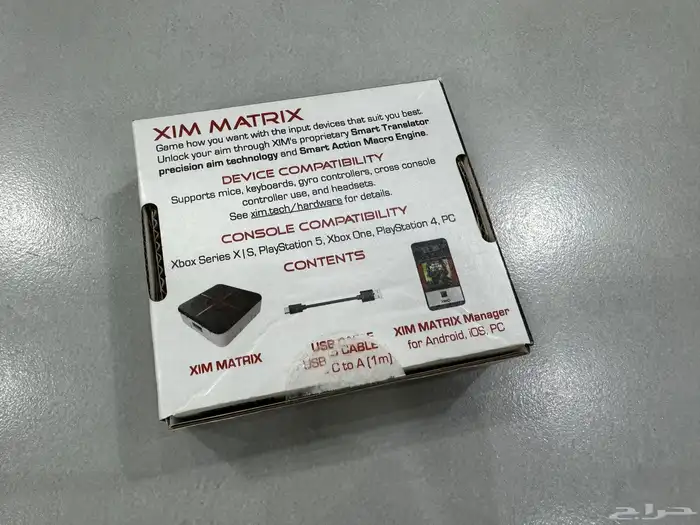 XIM MATRIX
Game how you want with the input devices that suit you best.
Unlock your aim through XIM's proprietary Smart Translator
precision aim technology and Smart Action Macro Engine.
DEVICE COMPATIBILITY
Supports mice, keyboards, gyro controllers, cross console
controller use, and headsets.
See xim.tech/hardware for details.
CONSOLE COMPATIBILITY
Xbox Series X|S, PlayStation 5, Xbox One, PlayStation 4, PC
CONTENTS
XIM MATRIX
USB CABLE
CABLE
C to A (1m)
XIM MATRIX Manager
for Android, iOS, PC
حراج